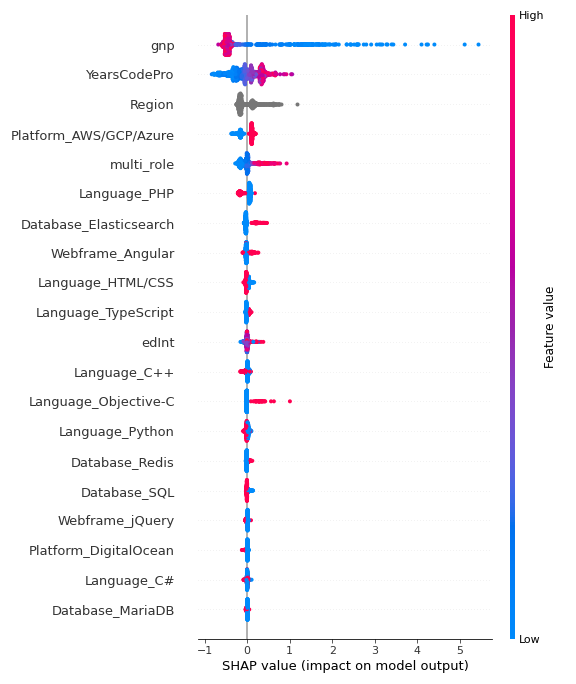 High
gnp
YearsCodePro
Region
Platform_AWS/GCP/Azure
multi_role
Language_PHP
Database_Elasticsearch
Webframe_Angular
Language_HTML/CSS
Language_TypeScript
edInt
Language_C++
Language_Objective-C
Language_Python
Database_Redis
Database_SQL
Webframe_jQuery
Platform_DigitalOcean
Language_C#
Database_MariaDB
Feature value
Low
−1 0 1 2 3 4 5
SHAP value (impact on model output)